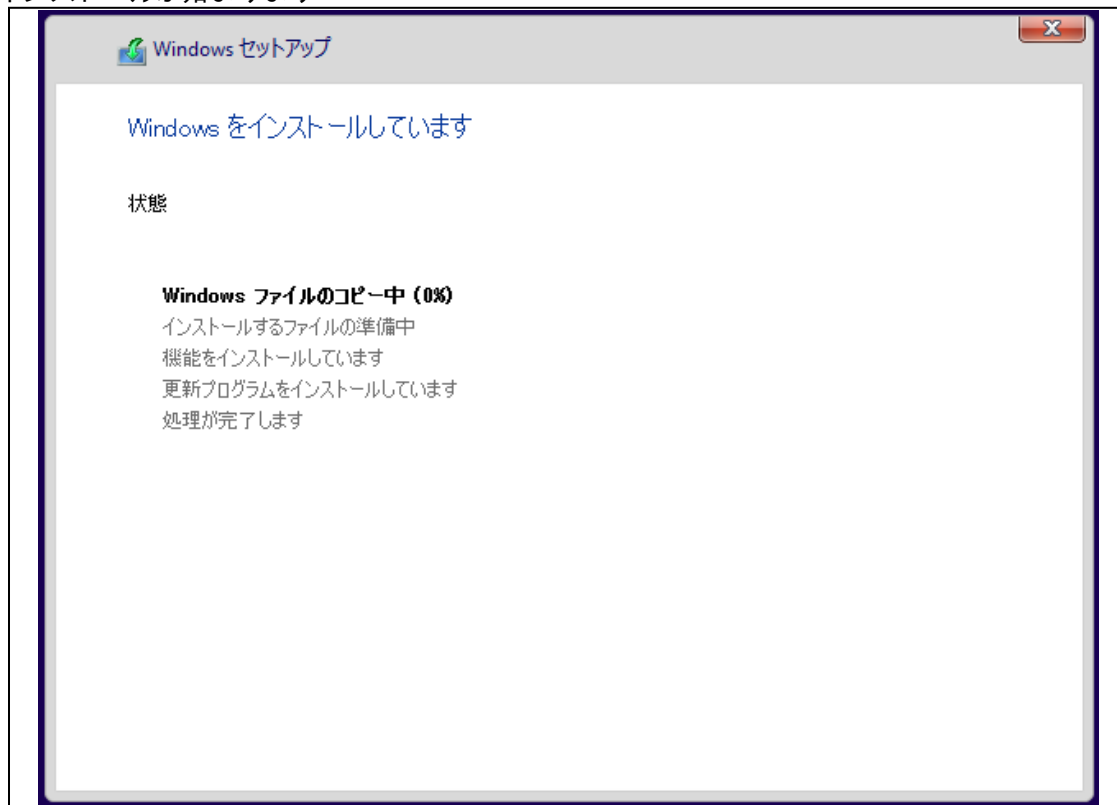 Windows セットアップ
Windows をインストールしています
状態
Windows ファイルのコピー中 (0%)
インストールするファイルの準備中
機能をインストールしています
更新プログラムをインストールしています
処理が完了します